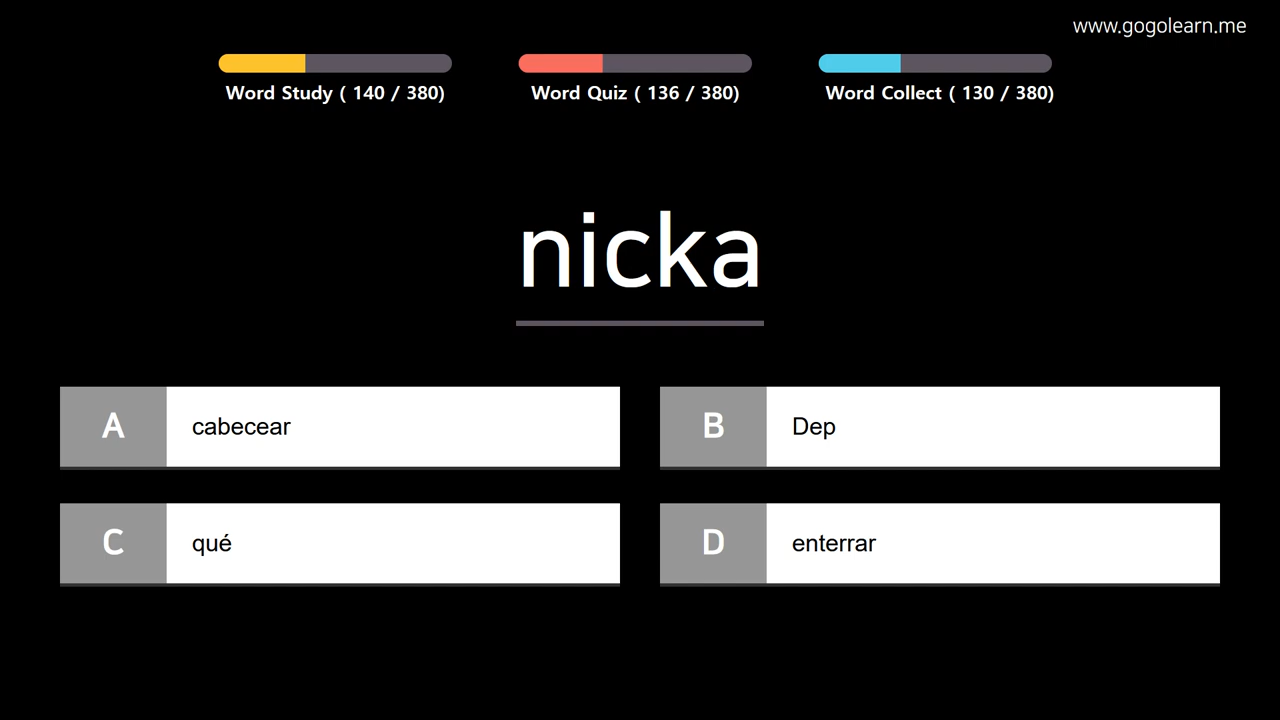 www.gogolearn.me
Word Study ( 140 / 380)
Word Quiz ( 136 / 380)
Word Collect ( 130 / 380)
nicka
A
cabecear
B
Dep
C
qué
D
enterrar